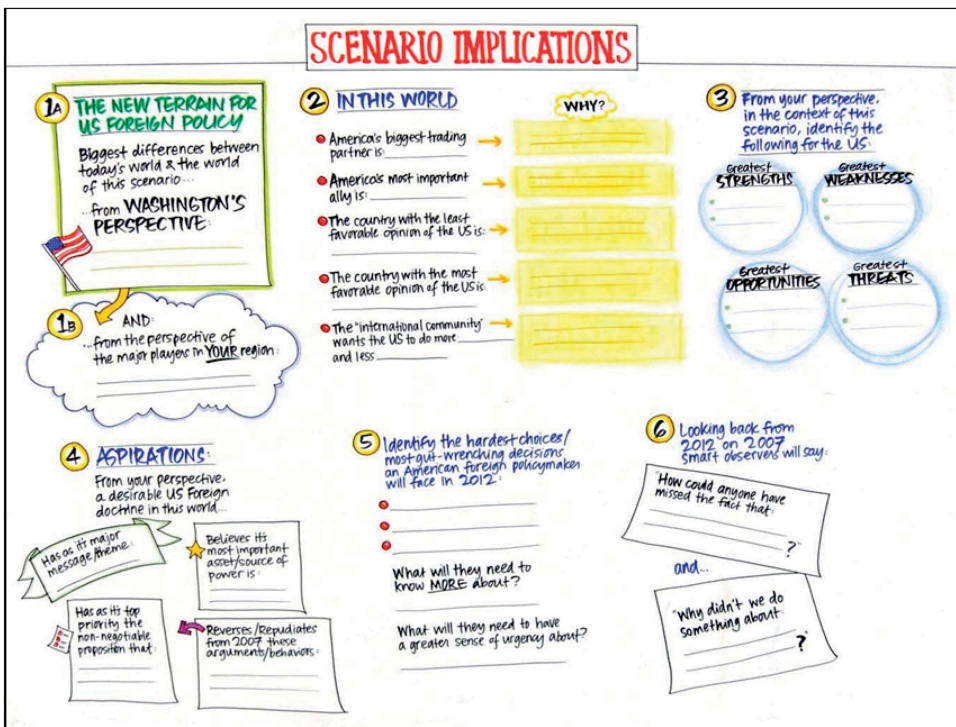 SCENARIO IMPLICATIONS
1A
THE NEW TERRAIN FOR
US FOREIGN POLICY
Biggest differences between
today's world & the world
of this scenario...
...from WASHINGTON'S
PERSPECTIVE:
1B
AND:
...from the perspective of
the major players in YOUR region:
2 IN THIS WORLD
WHY?
America's biggest trading
partner is:
America's most important
ally is:
The country with the least
favorable opinion of the US is:
The country with the most
favorable opinion of the US is:
The "international community"
wants the US to do more
and less
3 From your perspective,
in the context of this
scenario, identify the
following for the US:
Greatest
STRENGTHS
Greatest
WEAKNESSES
Greatest
OPPORTUNITIES
Greatest
THREATS
4 ASPIRATIONS:
From your perspective,
a desirable US Foreign
doctrine in this world...
Has as it's major
message/theme:
Believes it's
most important
asset/source of
power is:
Has as it's top
priority the
non-negotiable
proposition that:
Reverses/Repudiates
from 2007 these
arguments/behaviors:
5 Identify the hardest choices/
most gut-wrenching decisions
an American foreign policymaker
will face in 2012:
What will they need to
know MORE about?
What will they need to have
a greater sense of urgency about?
6 Looking back from
2012 on 2007
smart observers will say:
"How could anyone have
missed the fact that:
?"
and...
"Why didn't we do
something about:
?"